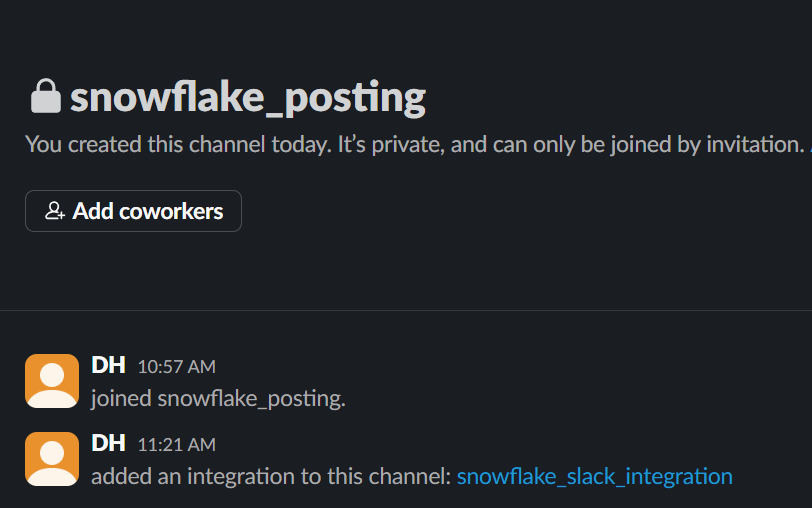 snowflake_posting
You created this channel today. It's private, and can only be joined by invitation.
Add coworkers
DH 10:57 AM
joined snowflake_posting.
DH 11:21 AM
added an integration to this channel: snowflake_slack_integration